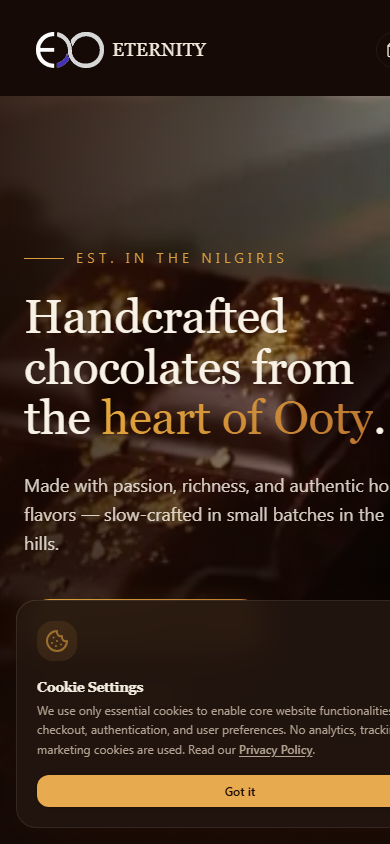 ETERNITY
EST. IN THE NILGIRIS
Handcrafted
chocolates from
the heart of Ooty.
Made with passion, richness, and authentic ho
flavors — slow-crafted in small batches in the
hills.
Cookie Settings
We use only essential cookies to enable core website functionalities
checkout, authentication, and user preferences. No analytics, tracki
marketing cookies are used. Read our Privacy Policy.
Got it